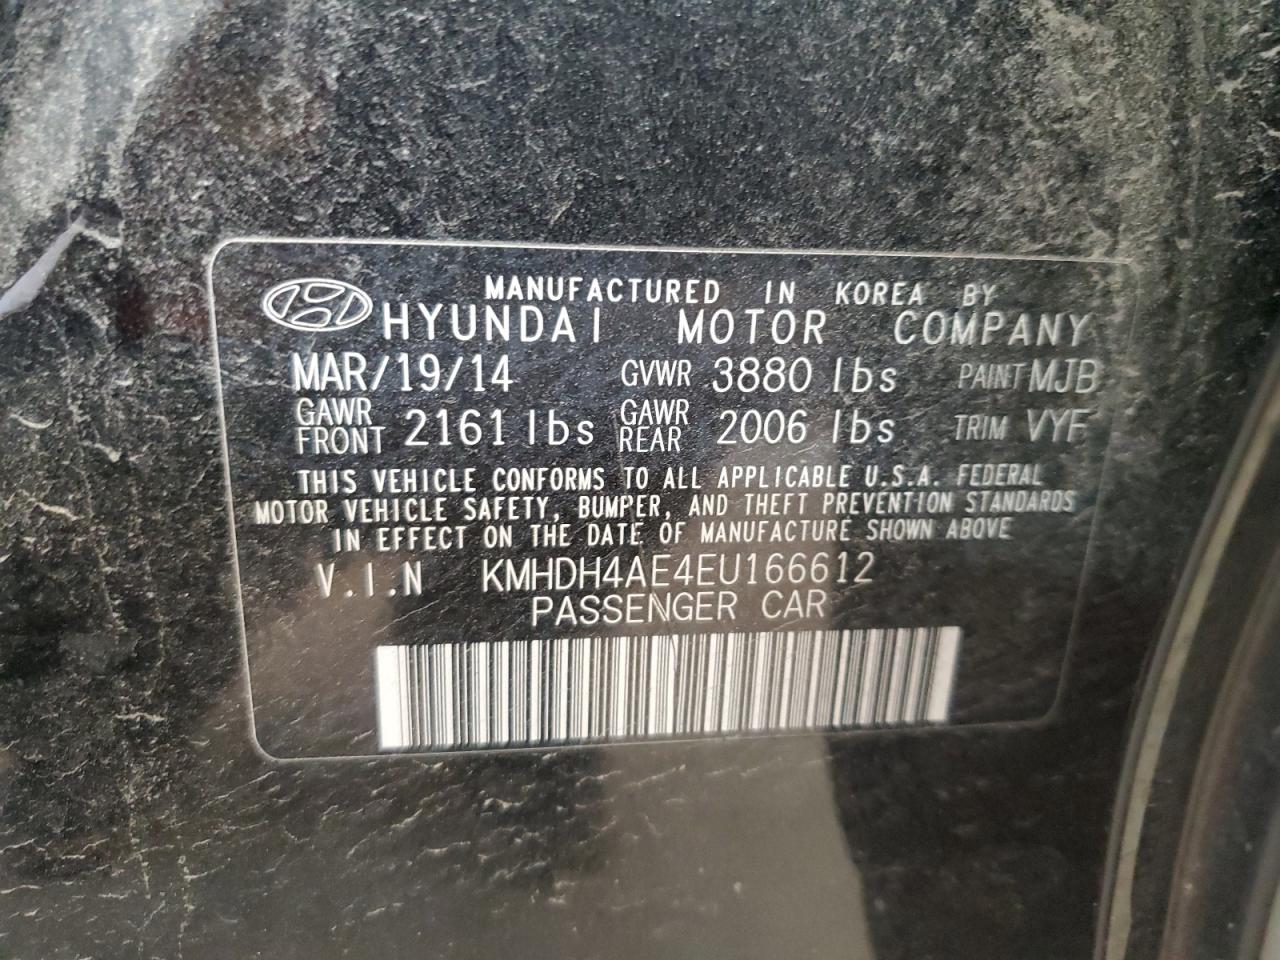 MANUFACTURED IN KOREA BY
HYUNDAI MOTOR COMPANY
MAR/19/14 GVWR 3880 lbs PAINT MJB
GAWR FRONT 2161 lbs GAWR REAR 2006 lbs TRIM VYF
THIS VEHICLE CONFORMS TO ALL APPLICABLE U.S.A. FEDERAL
MOTOR VEHICLE SAFETY, BUMPER, AND THEFT PREVENTION STANDARDS
IN EFFECT ON THE DATE OF MANUFACTURE SHOWN ABOVE
V.I.N KMHDH4AE4EU166612
PASSENGER CAR